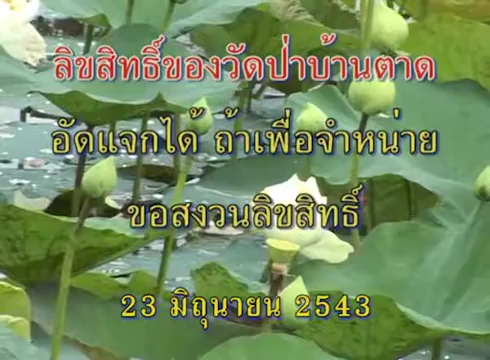 ลิขสิทธิ์ของวัดป่าบ้านตาด
อัดแจกได้ ถ้าเพื่อจำหน่าย
ขอสงวนลิขสิทธิ์
23 มิถุนายน 2543